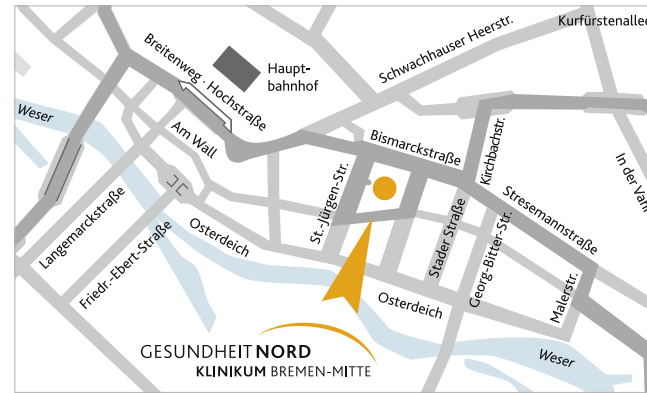 Kurfürstenallee
Schwachhauser Heerstr.
Breitenweg · Hochstraße
Haupt-
bahnhof
Weser
Am Wall
Bismarckstraße
Kirchbachstr.
In der Vahr
St.-Jürgen-Str.
Langemarckstraße
Friedr.-Ebert-Straße
Osterdeich
Stader Straße
Georg-Bitter-Str.
Stresemannstraße
Malerstr.
Osterdeich
Weser
GESUNDHEIT NORD
KLINIKUM BREMEN-MITTE